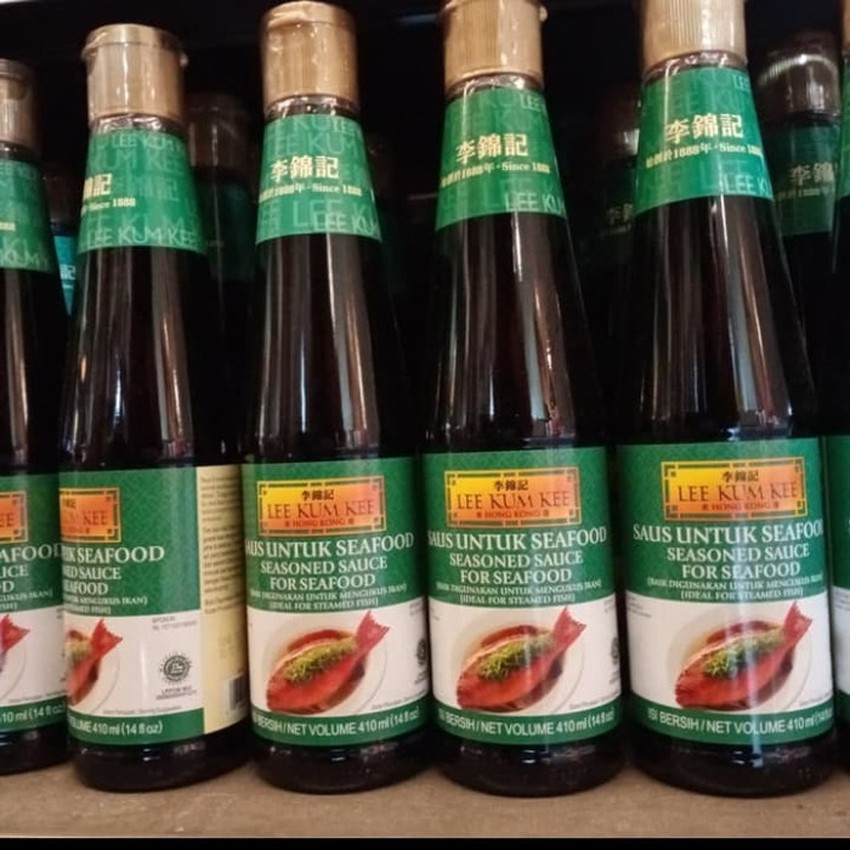 李錦記
始創於1888年 · Since 1888
LEE KUM KEE
李錦記
LEE KUM KEE
HONG KONG
SAUS UNTUK SEAFOOD
SEASONED SAUCE
FOR SEAFOOD
(BAIK DIGUNAKAN UNTUK MENGUKUS IKAN)
(IDEAL FOR STEAMED FISH)
ISI BERSIH / NET VOLUME 410 ml (14 fl oz)